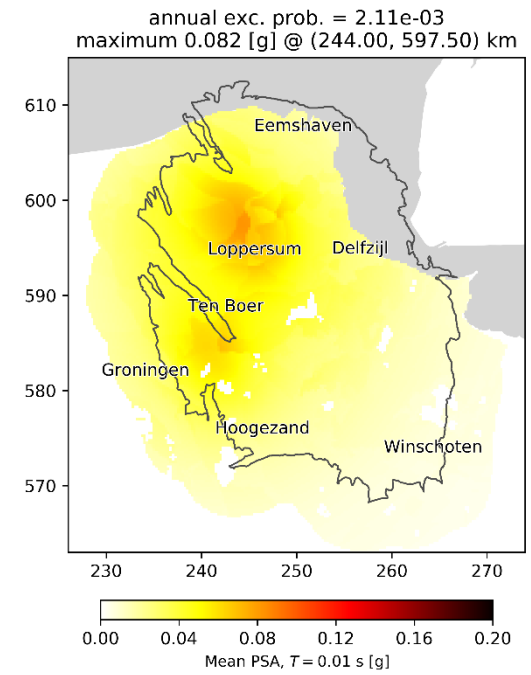 annual exc. prob. = 2.11e-03
maximum 0.082 [g] @ (244.00, 597.50) km
610
Eemshaven
600
Loppersum
Delfzijl
590
Ten Boer
Groningen
580
Hoogezand
Winschoten
570
230 240 250 260 270
0.00 0.04 0.08 0.12 0.16 0.20
Mean PSA, T = 0.01 s [g]